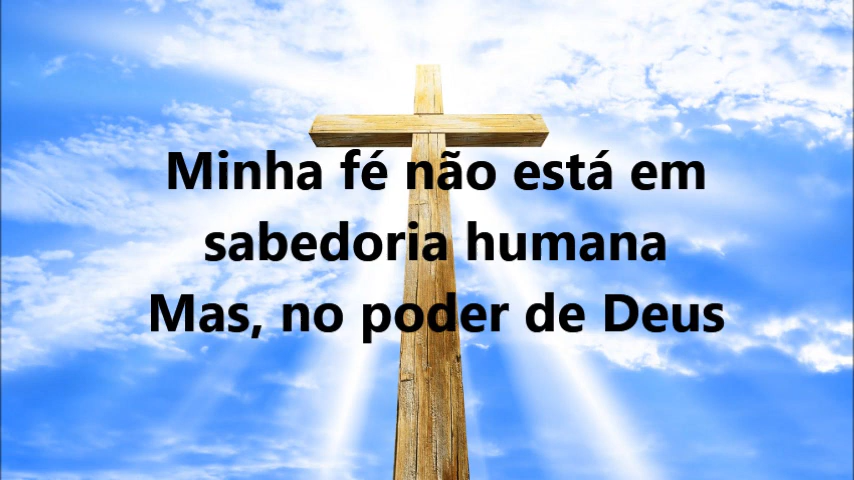 Minha fé não está em
sabedoria humana
Mas, no poder de Deus